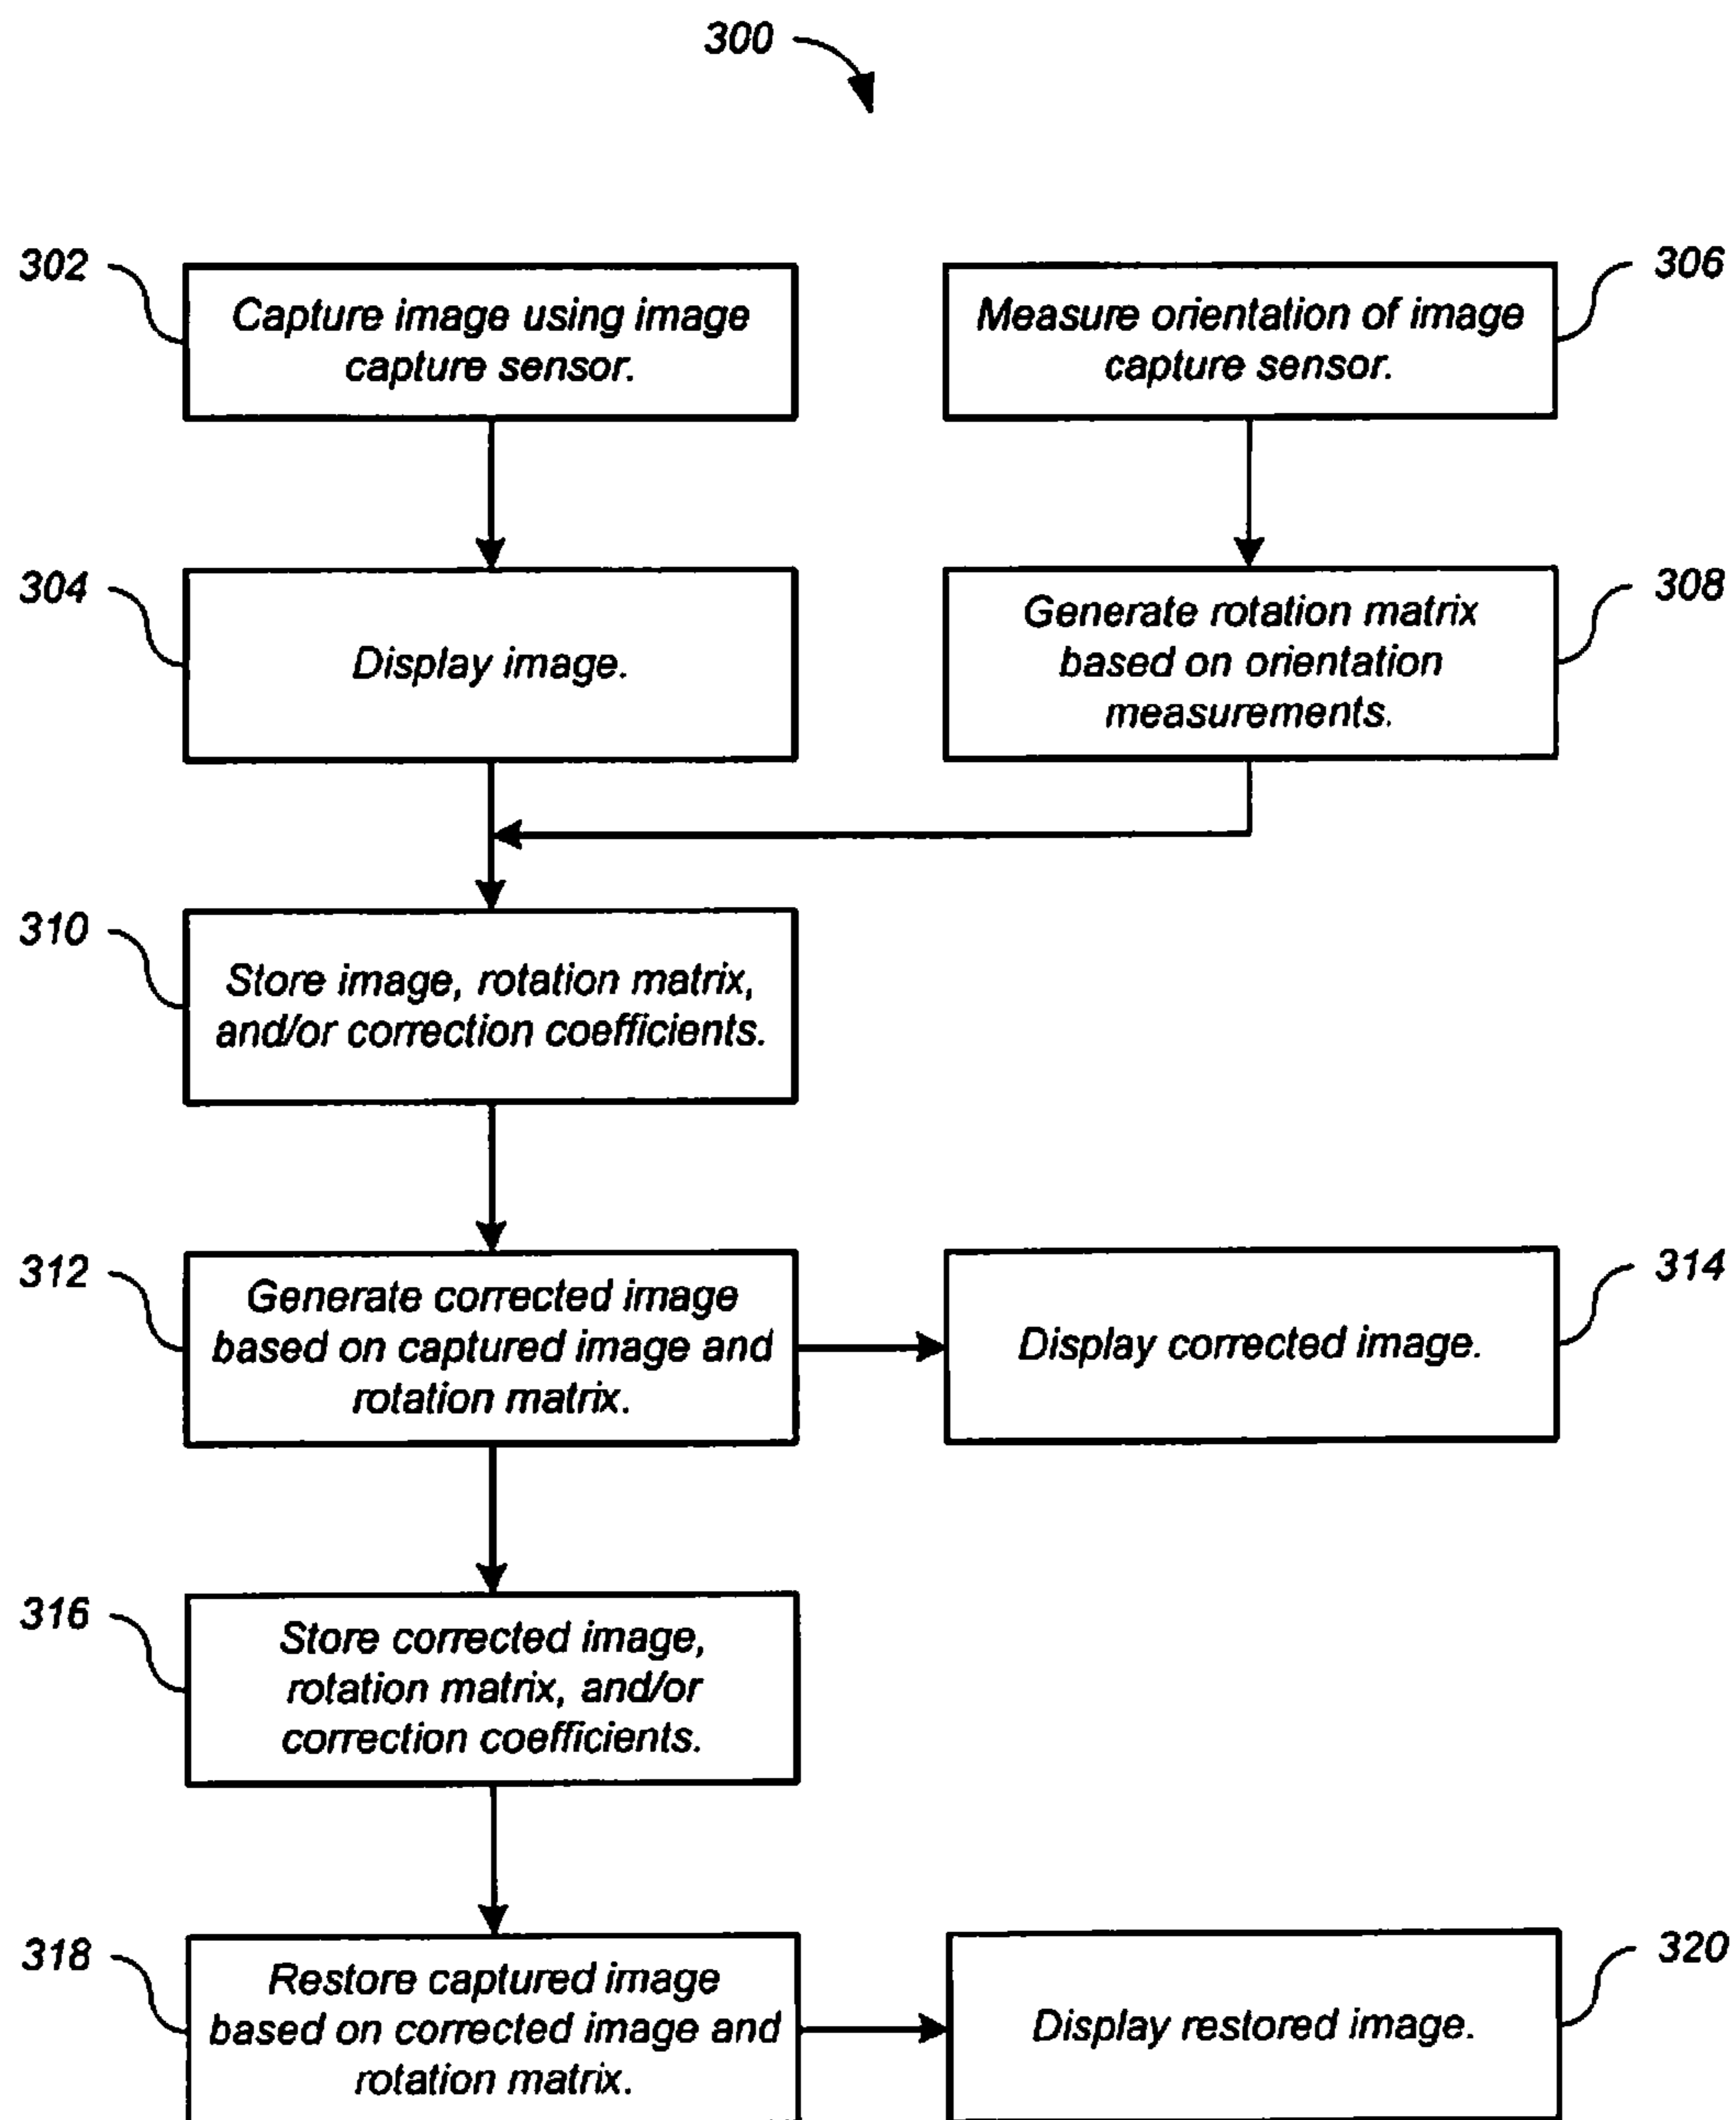 300
302
Capture image using image
capture sensor.
306
Measure orientation of image
capture sensor.
304
Display image.
308
Generate rotation matrix
based on orientation
measurements.
310
Store image, rotation matrix,
and/or correction coefficients.
312
Generate corrected image
based on captured image and
rotation matrix.
314
Display corrected image.
316
Store corrected image,
rotation matrix, and/or
correction coefficients.
318
Restore captured image
based on corrected image and
rotation matrix.
320
Display restored image.